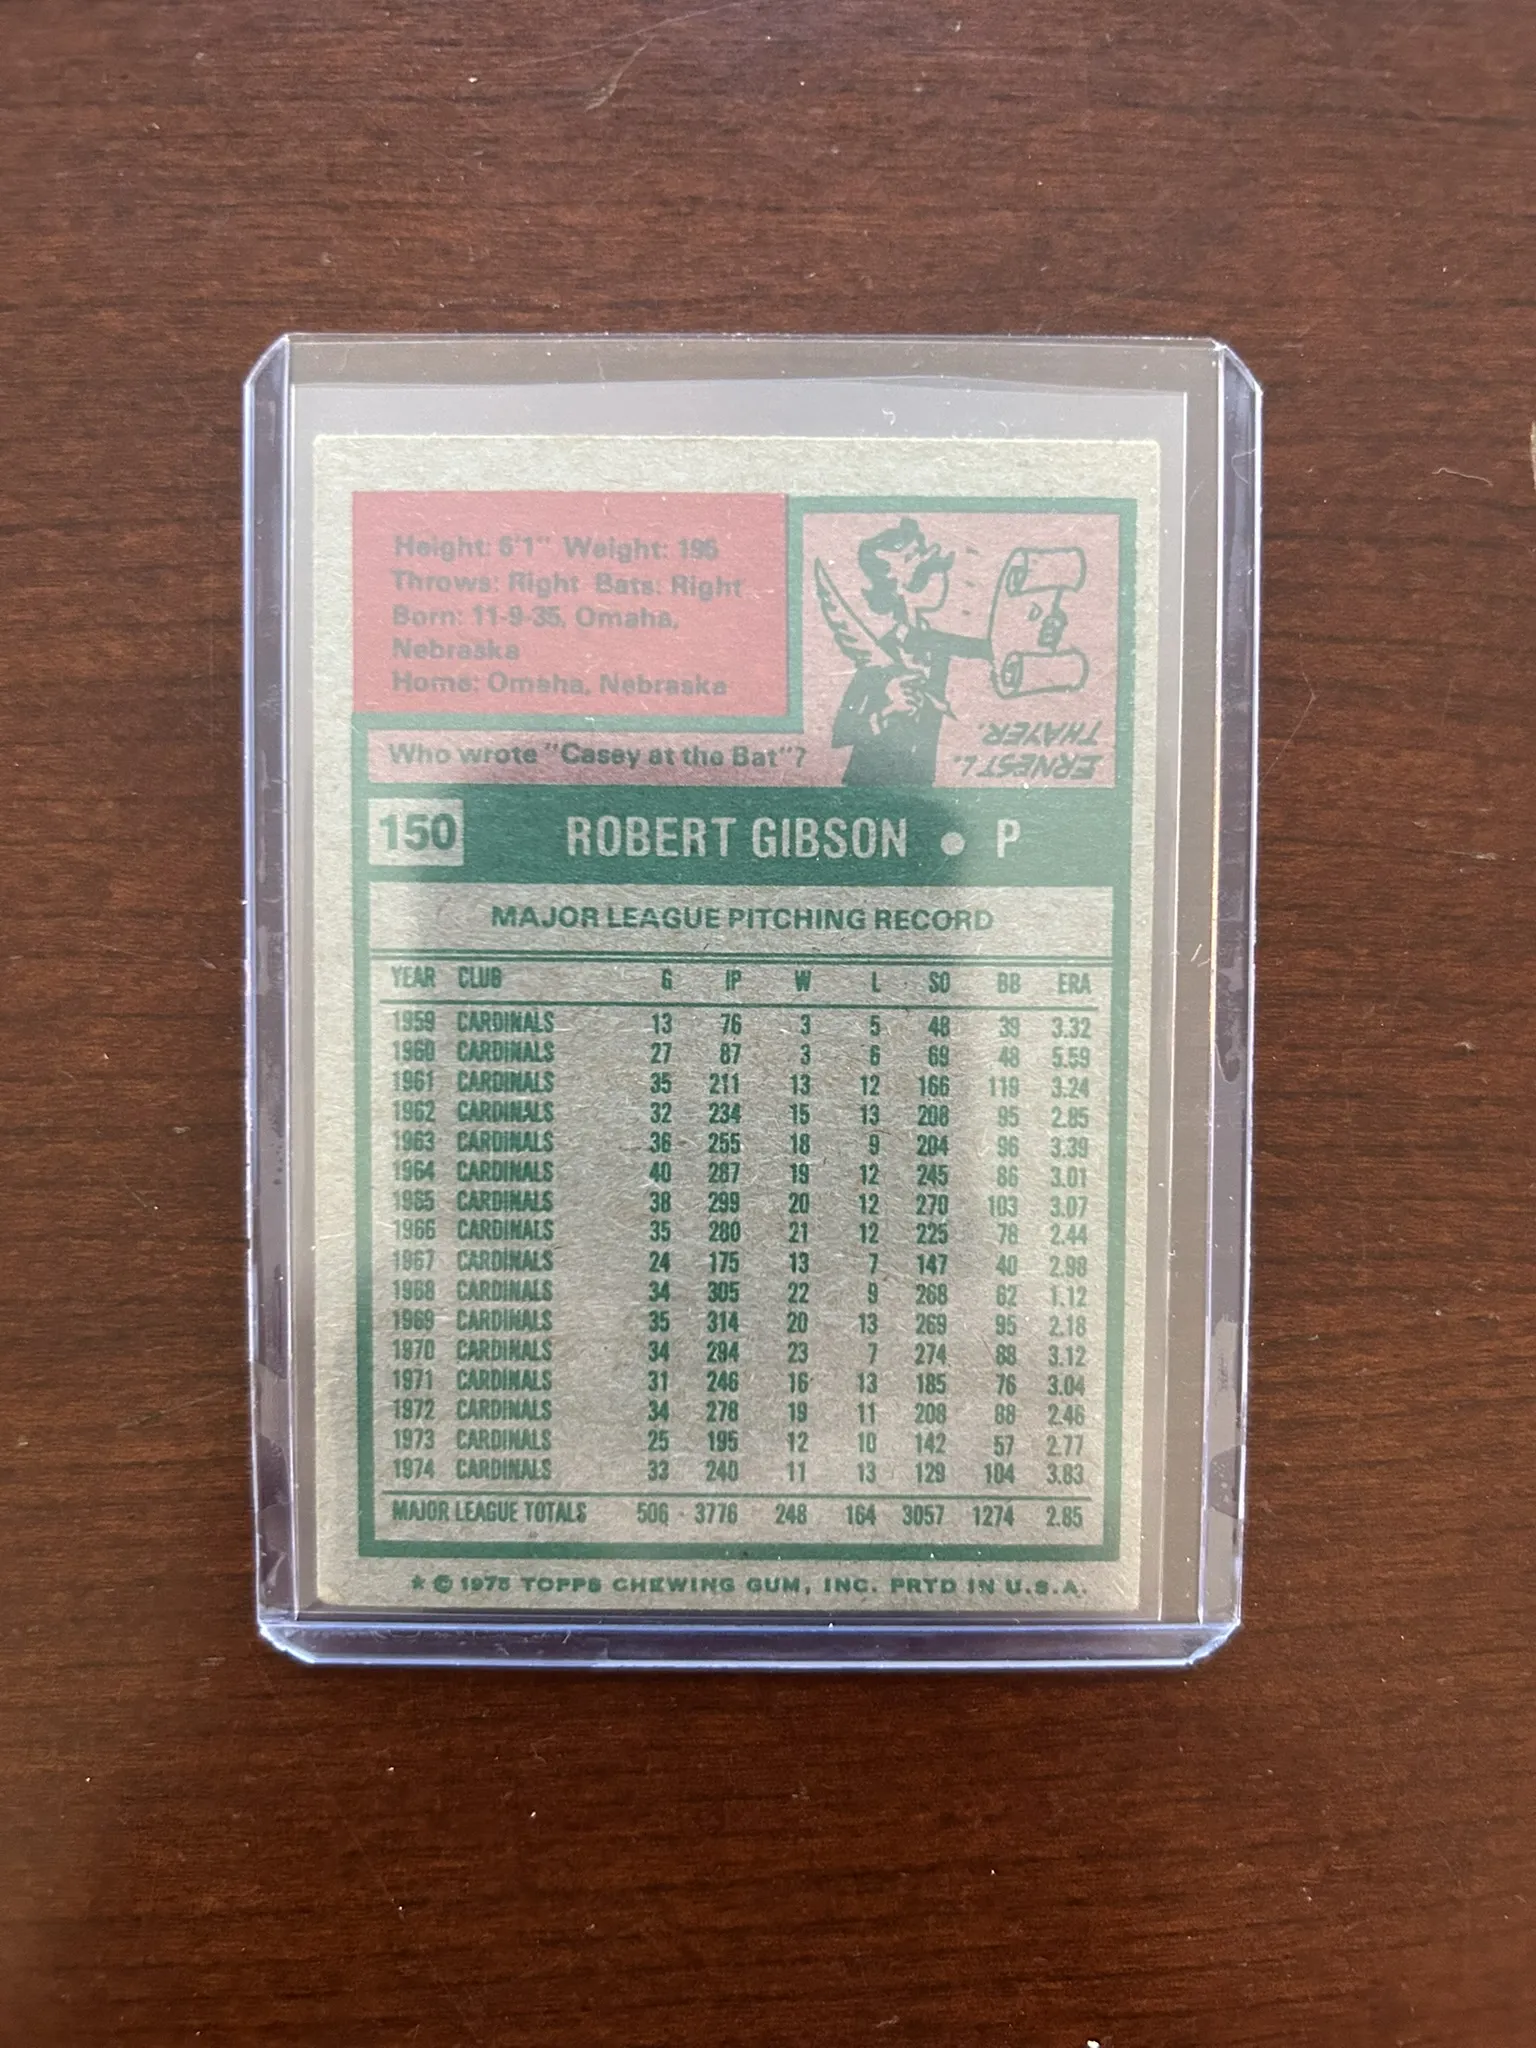 Height: 6'1" Weight: 195
Throws: Right Bats: Right
Born: 11-9-35, Omaha,
Nebraska
Home: Omaha, Nebraska
Who wrote "Casey at the Bat"?
ERNEST L.
THAYER.
150 ROBERT GIBSON • P
MAJOR LEAGUE PITCHING RECORD
YEAR CLUB G IP W L SO BB ERA
1959 CARDINALS 13 76 3 5 48 39 3.32
1960 CARDINALS 27 87 3 6 69 48 5.59
1961 CARDINALS 35 211 13 12 166 119 3.24
1962 CARDINALS 32 234 15 13 208 95 2.85
1963 CARDINALS 36 255 18 9 204 96 3.39
1964 CARDINALS 40 287 19 12 245 86 3.01
1965 CARDINALS 38 299 20 12 270 103 3.07
1966 CARDINALS 35 280 21 12 225 78 2.44
1967 CARDINALS 24 175 13 7 147 40 2.98
1968 CARDINALS 34 305 22 9 268 62 1.12
1969 CARDINALS 35 314 20 13 269 95 2.18
1970 CARDINALS 34 294 23 7 274 88 3.12
1971 CARDINALS 31 246 16 13 185 76 3.04
1972 CARDINALS 34 278 19 11 208 88 2.46
1973 CARDINALS 25 195 12 10 142 57 2.77
1974 CARDINALS 33 240 11 13 129 104 3.83
MAJOR LEAGUE TOTALS 506 3776 248 164 3057 1274 2.85
* © 1975 TOPPS CHEWING GUM, INC. PRTD IN U.S.A.